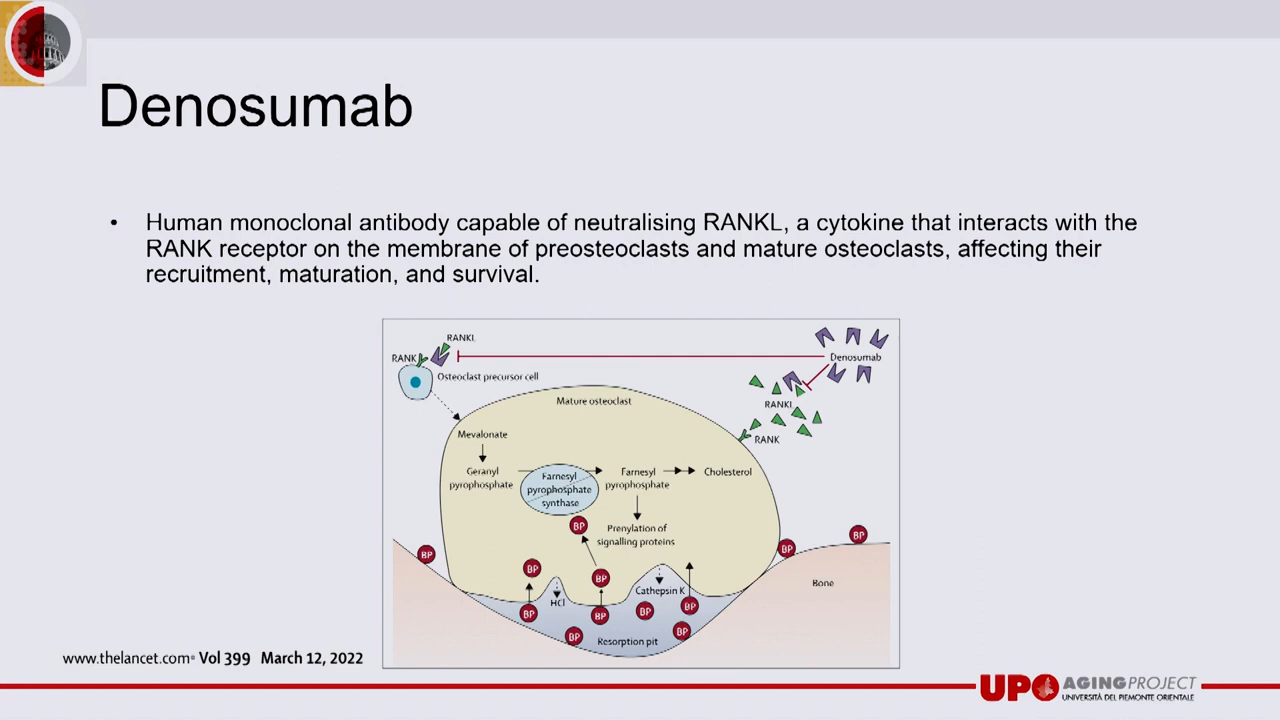 Denosumab
• Human monoclonal antibody capable of neutralising RANKL, a cytokine that interacts with the
RANK receptor on the membrane of preosteoclasts and mature osteoclasts, affecting their
recruitment, maturation, and survival.
RANKL
RANK
Osteoclast precursor cell
Denosumab
RANKL
RANK
Mature osteoclast
Mevalonate
Geranyl
pyrophosphate
Farnesyl
pyrophosphate
synthase
Farnesyl
pyrophosphate
Cholesterol
Prenylation of
signalling proteins
BP
BP
BP
BP
BP
BP
HCl
Cathepsin K
BP
BP
BP
BP
BP
BP
Bone
Resorption pit
www.thelancet.com Vol 399 March 12, 2022
UPO AGINGPROJECT
UNIVERSITÀ DEL PIEMONTE ORIENTALE